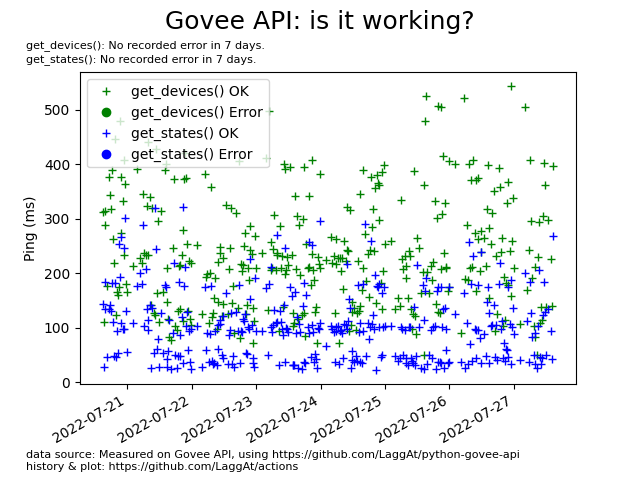 Govee API: is it working?
get_devices(): No recorded error in 7 days.
get_states(): No recorded error in 7 days.
get_devices() OK
get_devices() Error
get_states() OK
get_states() Error
Ping (ms)
500
400
300
200
100
0
2022-07-21
2022-07-22
2022-07-23
2022-07-24
2022-07-25
2022-07-26
2022-07-27
data source: Measured on Govee API, using https://github.com/LaggAt/python-govee-api
history & plot: https://github.com/LaggAt/actions